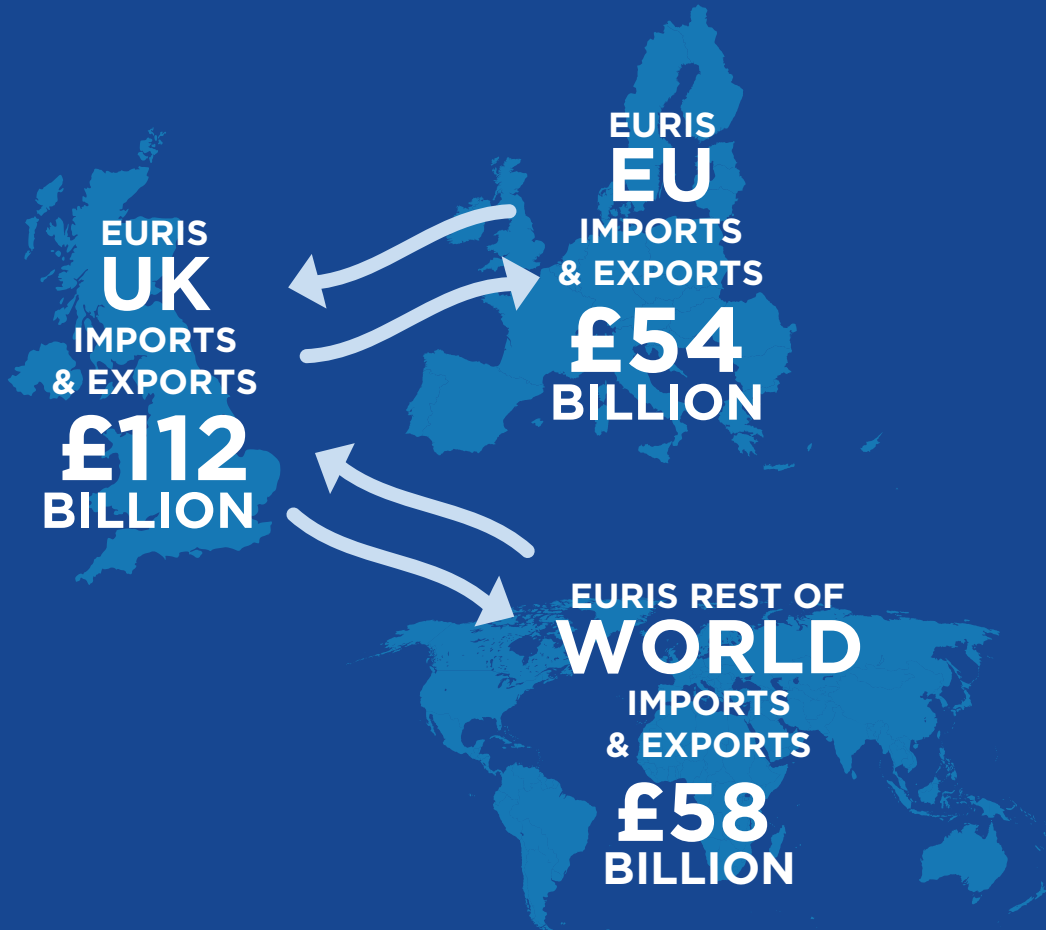 EURIS
UK
IMPORTS
& EXPORTS
£112
BILLION
EURIS
EU
IMPORTS
& EXPORTS
£54
BILLION
EURIS REST OF
WORLD
IMPORTS
& EXPORTS
£58
BILLION